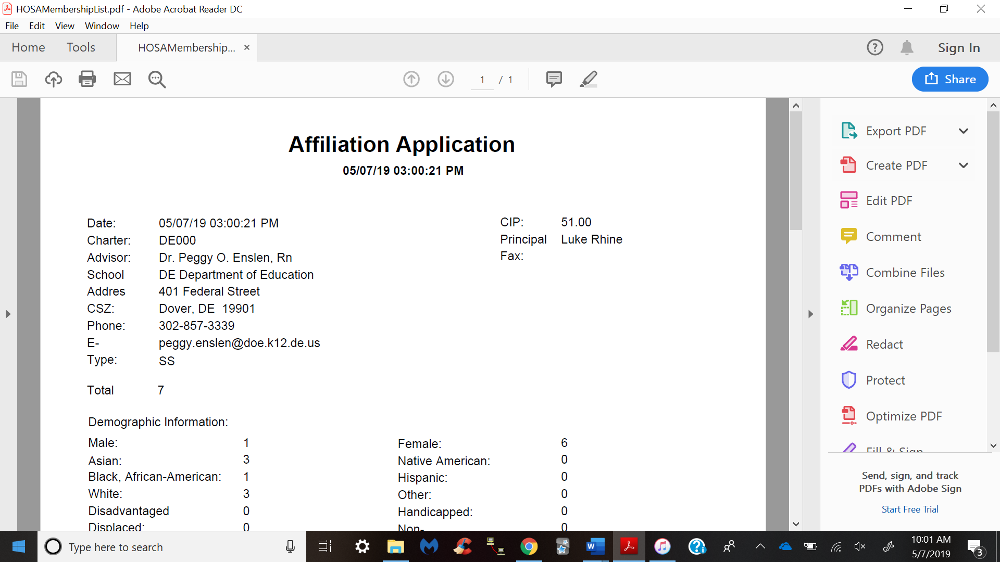 HOSAMembershipList.pdf - Adobe Acrobat Reader DC
File Edit View Window Help
Home Tools HOSAMembership... × Sign In
1 / 1 Share
Affiliation Application
05/07/19 03:00:21 PM
Date: 05/07/19 03:00:21 PM CIP: 51.00
Charter: DE000 Principal Luke Rhine
Advisor: Dr. Peggy O. Enslen, Rn Fax:
School DE Department of Education
Addres 401 Federal Street
CSZ: Dover, DE 19901
Phone: 302-857-3339
E- peggy.enslen@doe.k12.de.us
Type: SS
Total 7
Demographic Information:
Male: 1 Female: 6
Asian: 3 Native American: 0
Black, African-American: 1 Hispanic: 0
White: 3 Other: 0
Disadvantaged 0 Handicapped: 0
Displaced: 0 Non- 0
Export PDF
Create PDF
Edit PDF
Comment
Combine Files
Organize Pages
Redact
Protect
Optimize PDF
Fill & Sign
Send, sign, and track
PDFs with Adobe Sign
Start Free Trial
Type here to search
10:01 AM
5/7/2019
3